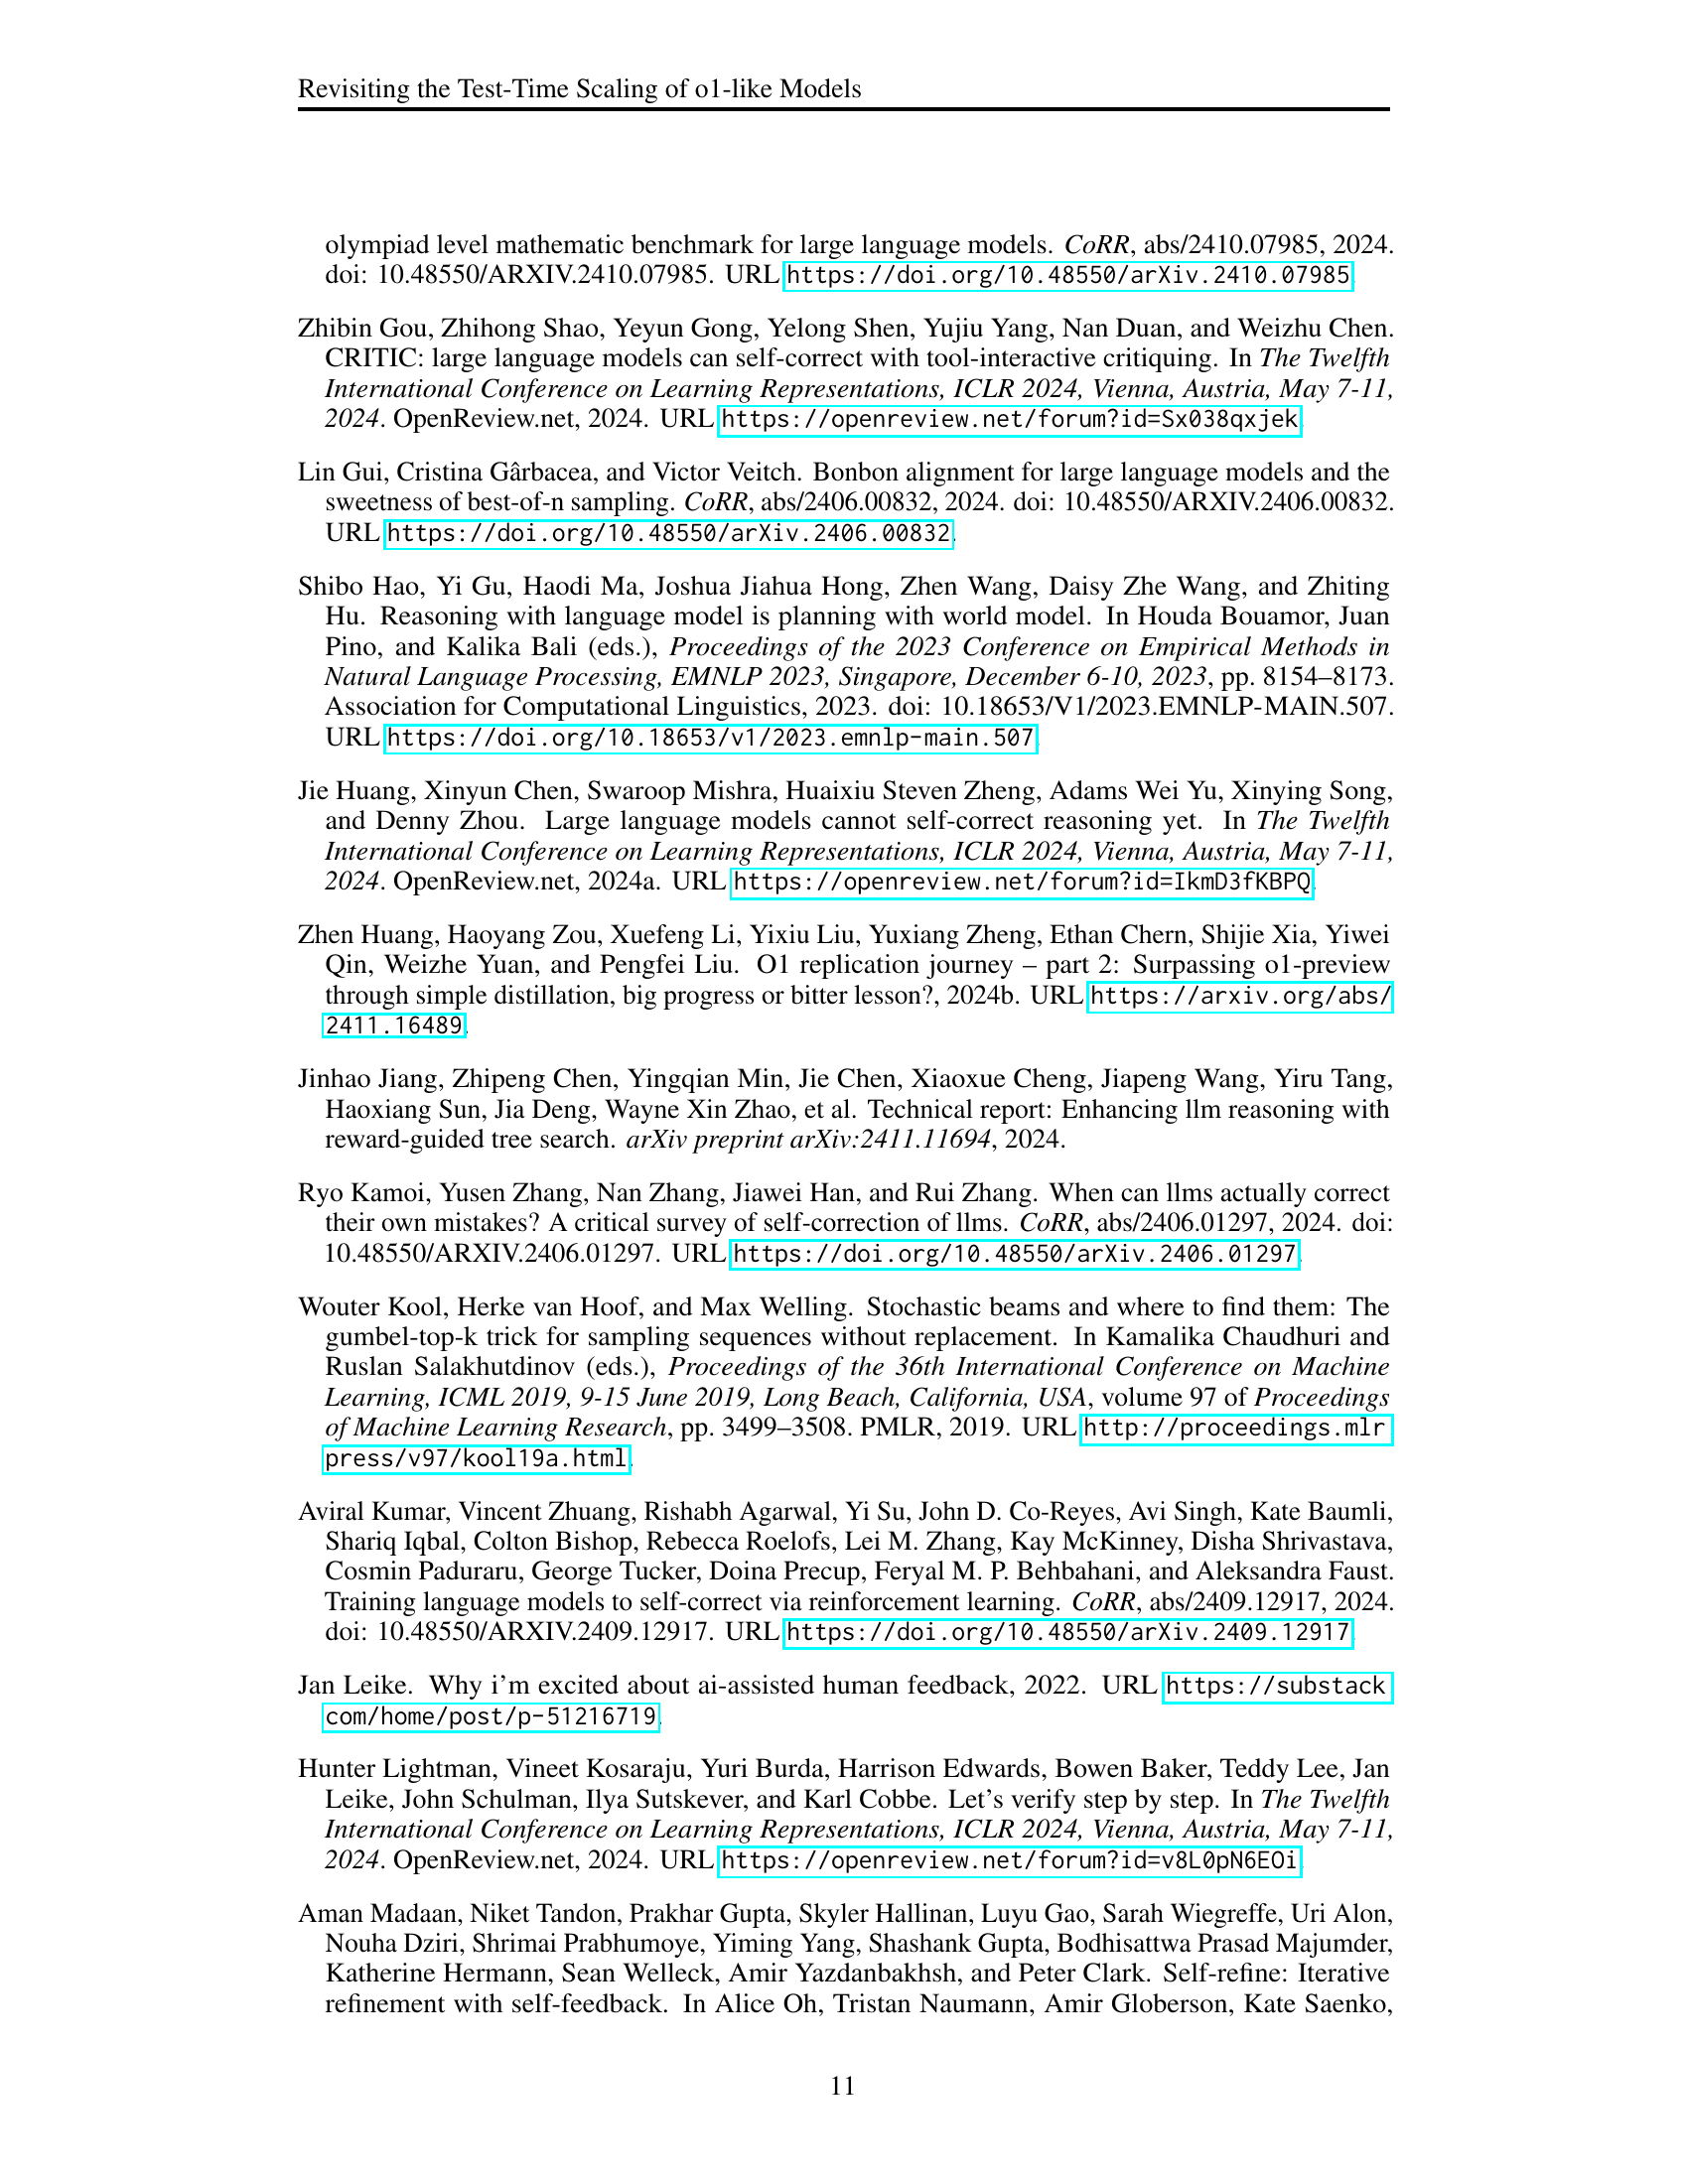 Revisiting the Test-Time Scaling of o1-like Models
olympiad level mathematic benchmark for large language models. CoRR, abs/2410.07985, 2024.
doi: 10.48550/ARXIV.2410.07985. URL https://doi.org/10.48550/arXiv.2410.07985.
Zhibin Gou, Zhihong Shao, Yeyun Gong, Yelong Shen, Yujiu Yang, Nan Duan, and Weizhu Chen.
CRITIC: large language models can self-correct with tool-interactive critiquing. In The Twelfth
International Conference on Learning Representations, ICLR 2024, Vienna, Austria, May 7-11,
2024. OpenReview.net, 2024. URL https://openreview.net/forum?id=Sx038qxjek.
Lin Gui, Cristina Gârbacea, and Victor Veitch. Bonbon alignment for large language models and the
sweetness of best-of-n sampling. CoRR, abs/2406.00832, 2024. doi: 10.48550/ARXIV.2406.00832.
URL https://doi.org/10.48550/arXiv.2406.00832.
Shibo Hao, Yi Gu, Haodi Ma, Joshua Jiahua Hong, Zhen Wang, Daisy Zhe Wang, and Zhiting
Hu. Reasoning with language model is planning with world model. In Houda Bouamor, Juan
Pino, and Kalika Bali (eds.), Proceedings of the 2023 Conference on Empirical Methods in
Natural Language Processing, EMNLP 2023, Singapore, December 6-10, 2023, pp. 8154–8173.
Association for Computational Linguistics, 2023. doi: 10.18653/V1/2023.EMNLP-MAIN.507.
URL https://doi.org/10.18653/v1/2023.emnlp-main.507.
Jie Huang, Xinyun Chen, Swaroop Mishra, Huaixiu Steven Zheng, Adams Wei Yu, Xinying Song,
and Denny Zhou. Large language models cannot self-correct reasoning yet. In The Twelfth
International Conference on Learning Representations, ICLR 2024, Vienna, Austria, May 7-11,
2024. OpenReview.net, 2024a. URL https://openreview.net/forum?id=IkmD3fKBPQ.
Zhen Huang, Haoyang Zou, Xuefeng Li, Yixiu Liu, Yuxiang Zheng, Ethan Chern, Shijie Xia, Yiwei
Qin, Weizhe Yuan, and Pengfei Liu. O1 replication journey – part 2: Surpassing o1-preview
through simple distillation, big progress or bitter lesson?, 2024b. URL https://arxiv.org/abs/
2411.16489.
Jinhao Jiang, Zhipeng Chen, Yingqian Min, Jie Chen, Xiaoxue Cheng, Jiapeng Wang, Yiru Tang,
Haoxiang Sun, Jia Deng, Wayne Xin Zhao, et al. Technical report: Enhancing llm reasoning with
reward-guided tree search. arXiv preprint arXiv:2411.11694, 2024.
Ryo Kamoi, Yusen Zhang, Nan Zhang, Jiawei Han, and Rui Zhang. When can llms actually correct
their own mistakes? A critical survey of self-correction of llms. CoRR, abs/2406.01297, 2024. doi:
10.48550/ARXIV.2406.01297. URL https://doi.org/10.48550/arXiv.2406.01297.
Wouter Kool, Herke van Hoof, and Max Welling. Stochastic beams and where to find them: The
gumbel-top-k trick for sampling sequences without replacement. In Kamalika Chaudhuri and
Ruslan Salakhutdinov (eds.), Proceedings of the 36th International Conference on Machine
Learning, ICML 2019, 9-15 June 2019, Long Beach, California, USA, volume 97 of Proceedings
of Machine Learning Research, pp. 3499–3508. PMLR, 2019. URL http://proceedings.mlr.
press/v97/kool19a.html.
Aviral Kumar, Vincent Zhuang, Rishabh Agarwal, Yi Su, John D. Co-Reyes, Avi Singh, Kate Baumli,
Shariq Iqbal, Colton Bishop, Rebecca Roelofs, Lei M. Zhang, Kay McKinney, Disha Shrivastava,
Cosmin Paduraru, George Tucker, Doina Precup, Feryal M. P. Behbahani, and Aleksandra Faust.
Training language models to self-correct via reinforcement learning. CoRR, abs/2409.12917, 2024.
doi: 10.48550/ARXIV.2409.12917. URL https://doi.org/10.48550/arXiv.2409.12917.
Jan Leike. Why i'm excited about ai-assisted human feedback, 2022. URL https://substack.
com/home/post/p-51216719.
Hunter Lightman, Vineet Kosaraju, Yuri Burda, Harrison Edwards, Bowen Baker, Teddy Lee, Jan
Leike, John Schulman, Ilya Sutskever, and Karl Cobbe. Let's verify step by step. In The Twelfth
International Conference on Learning Representations, ICLR 2024, Vienna, Austria, May 7-11,
2024. OpenReview.net, 2024. URL https://openreview.net/forum?id=v8L0pN6EOi.
Aman Madaan, Niket Tandon, Prakhar Gupta, Skyler Hallinan, Luyu Gao, Sarah Wiegreffe, Uri Alon,
Nouha Dziri, Shrimai Prabhumoye, Yiming Yang, Shashank Gupta, Bodhisattwa Prasad Majumder,
Katherine Hermann, Sean Welleck, Amir Yazdanbakhsh, and Peter Clark. Self-refine: Iterative
refinement with self-feedback. In Alice Oh, Tristan Naumann, Amir Globerson, Kate Saenko,
11